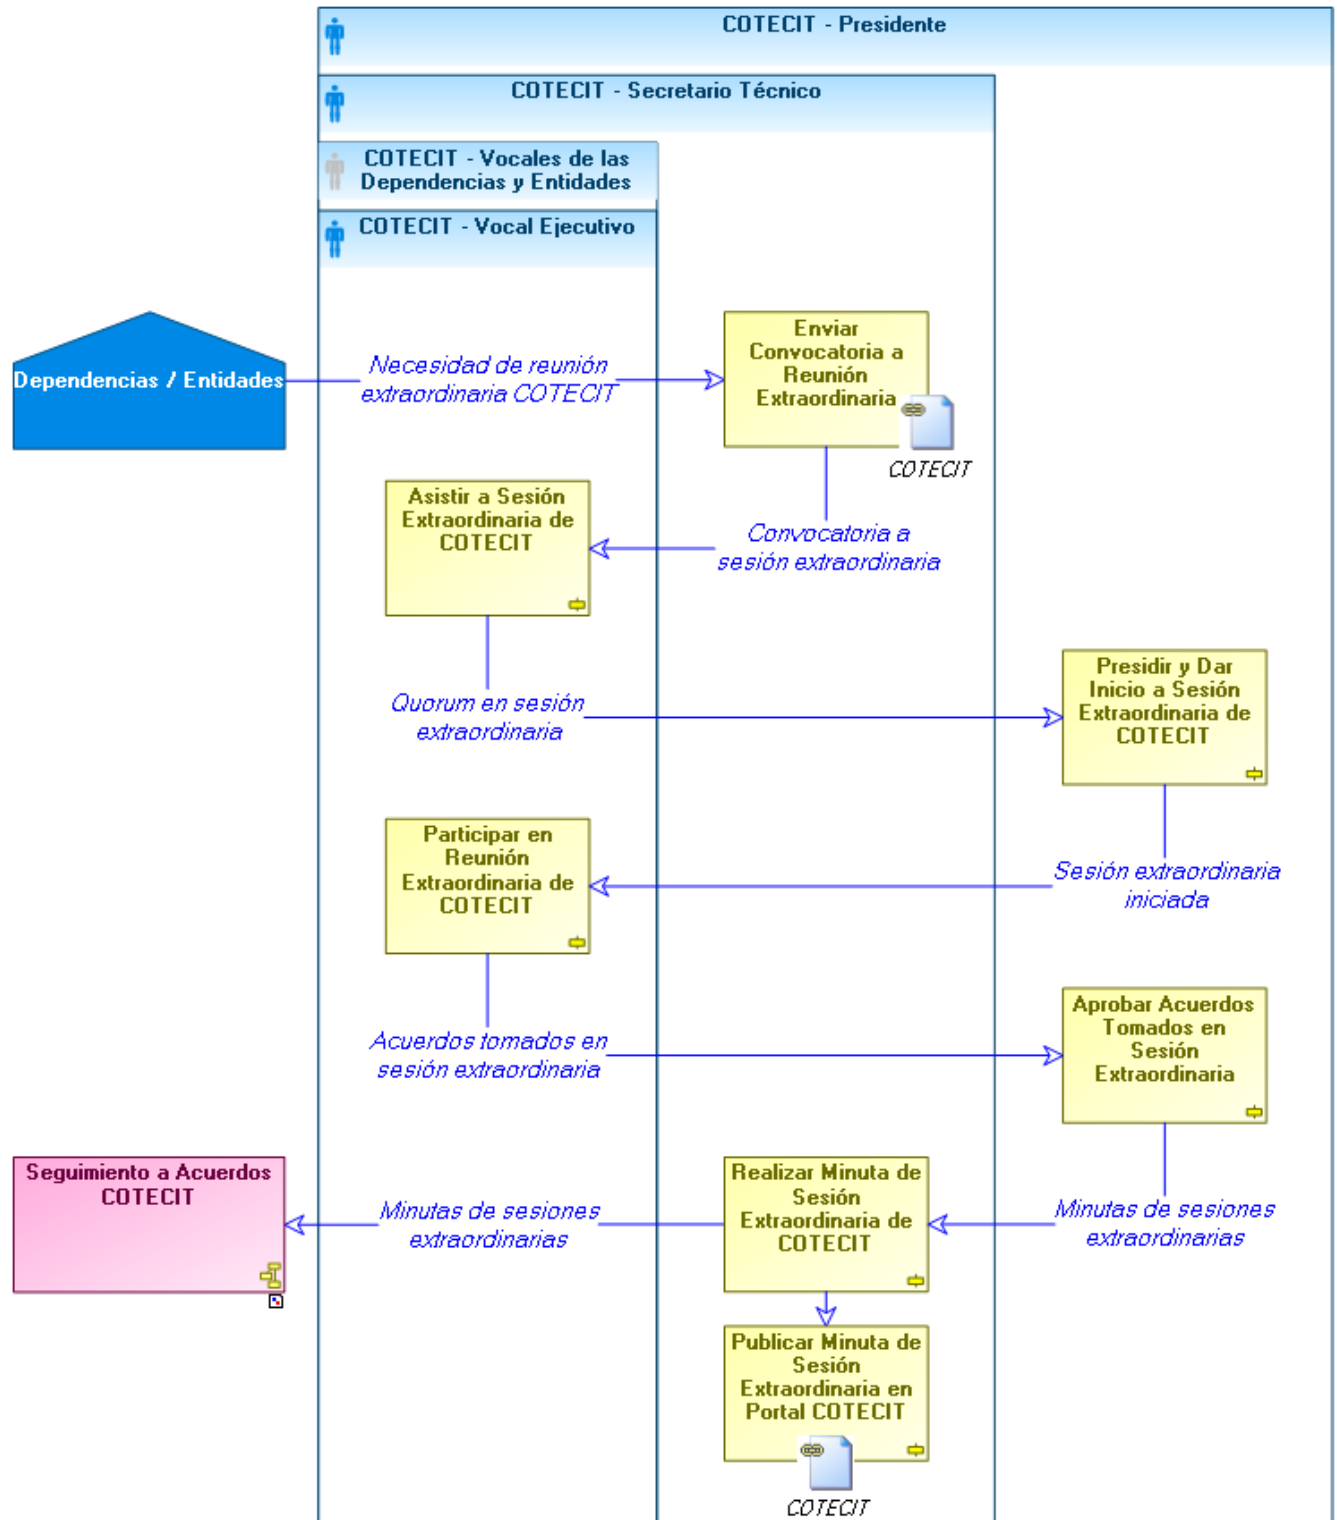 COTECIT - Presidente
COTECIT - Secretario Técnico
COTECIT - Vocales de las
Dependencias y Entidades
COTECIT - Vocal Ejecutivo
Dependencias / Entidades
Necesidad de reunión
extraordinaria COTECIT
Enviar
Convocatoria a
Reunión
Extraordinaria
COTECIT
Convocatoria a
sesión extraordinaria
Asistir a Sesión
Extraordinaria de
COTECIT
Quorum en sesión
extraordinaria
Presidir y Dar
Inicio a Sesión
Extraordinaria de
COTECIT
Sesión extraordinaria
iniciada
Participar en
Reunión
Extraordinaria de
COTECIT
Acuerdos tomados en
sesión extraordinaria
Aprobar Acuerdos
Tomados en
Sesión
Extraordinaria
Minutas de sesiones
extraordinarias
Realizar Minuta de
Sesión
Extraordinaria de
COTECIT
Minutas de sesiones
extraordinarias
Seguimiento a Acuerdos
COTECIT
Publicar Minuta de
Sesión
Extraordinaria en
Portal COTECIT
COTECIT